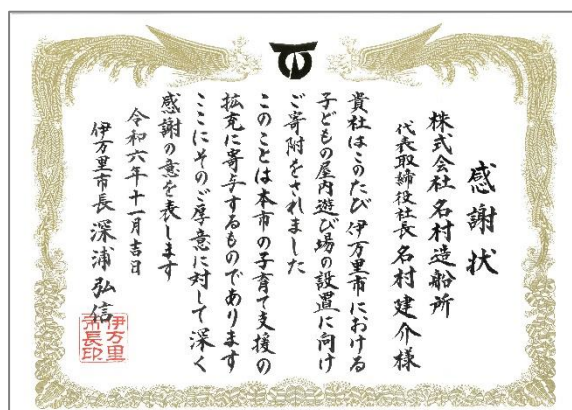 感謝状
株式会社 名村造船所
代表取締役社長 名村建介様
貴社はこのたび伊万里市における
子どもの屋内遊び場の設置に向け
ご寄附をされました
このことは本市の子育て支援の
拡充に寄与するものであります
ここにそのご厚意に対して深く
感謝の意を表します
令和六年十一月吉日
伊万里市長 深浦弘信
伊万里
市長印